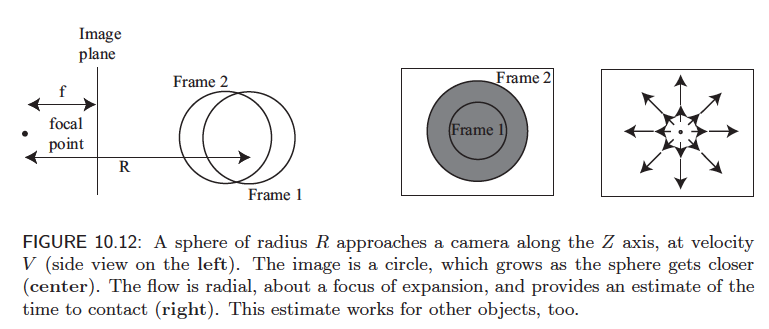 Image
plane
f
focal
point
R
Frame 2
Frame 1
Frame 2
Frame 1
FIGURE 10.12: A sphere of radius R approaches a camera along the Z axis, at velocity
V (side view on the left). The image is a circle, which grows as the sphere gets closer
(center). The flow is radial, about a focus of expansion, and provides an estimate of the
time to contact (right). This estimate works for other objects, too.